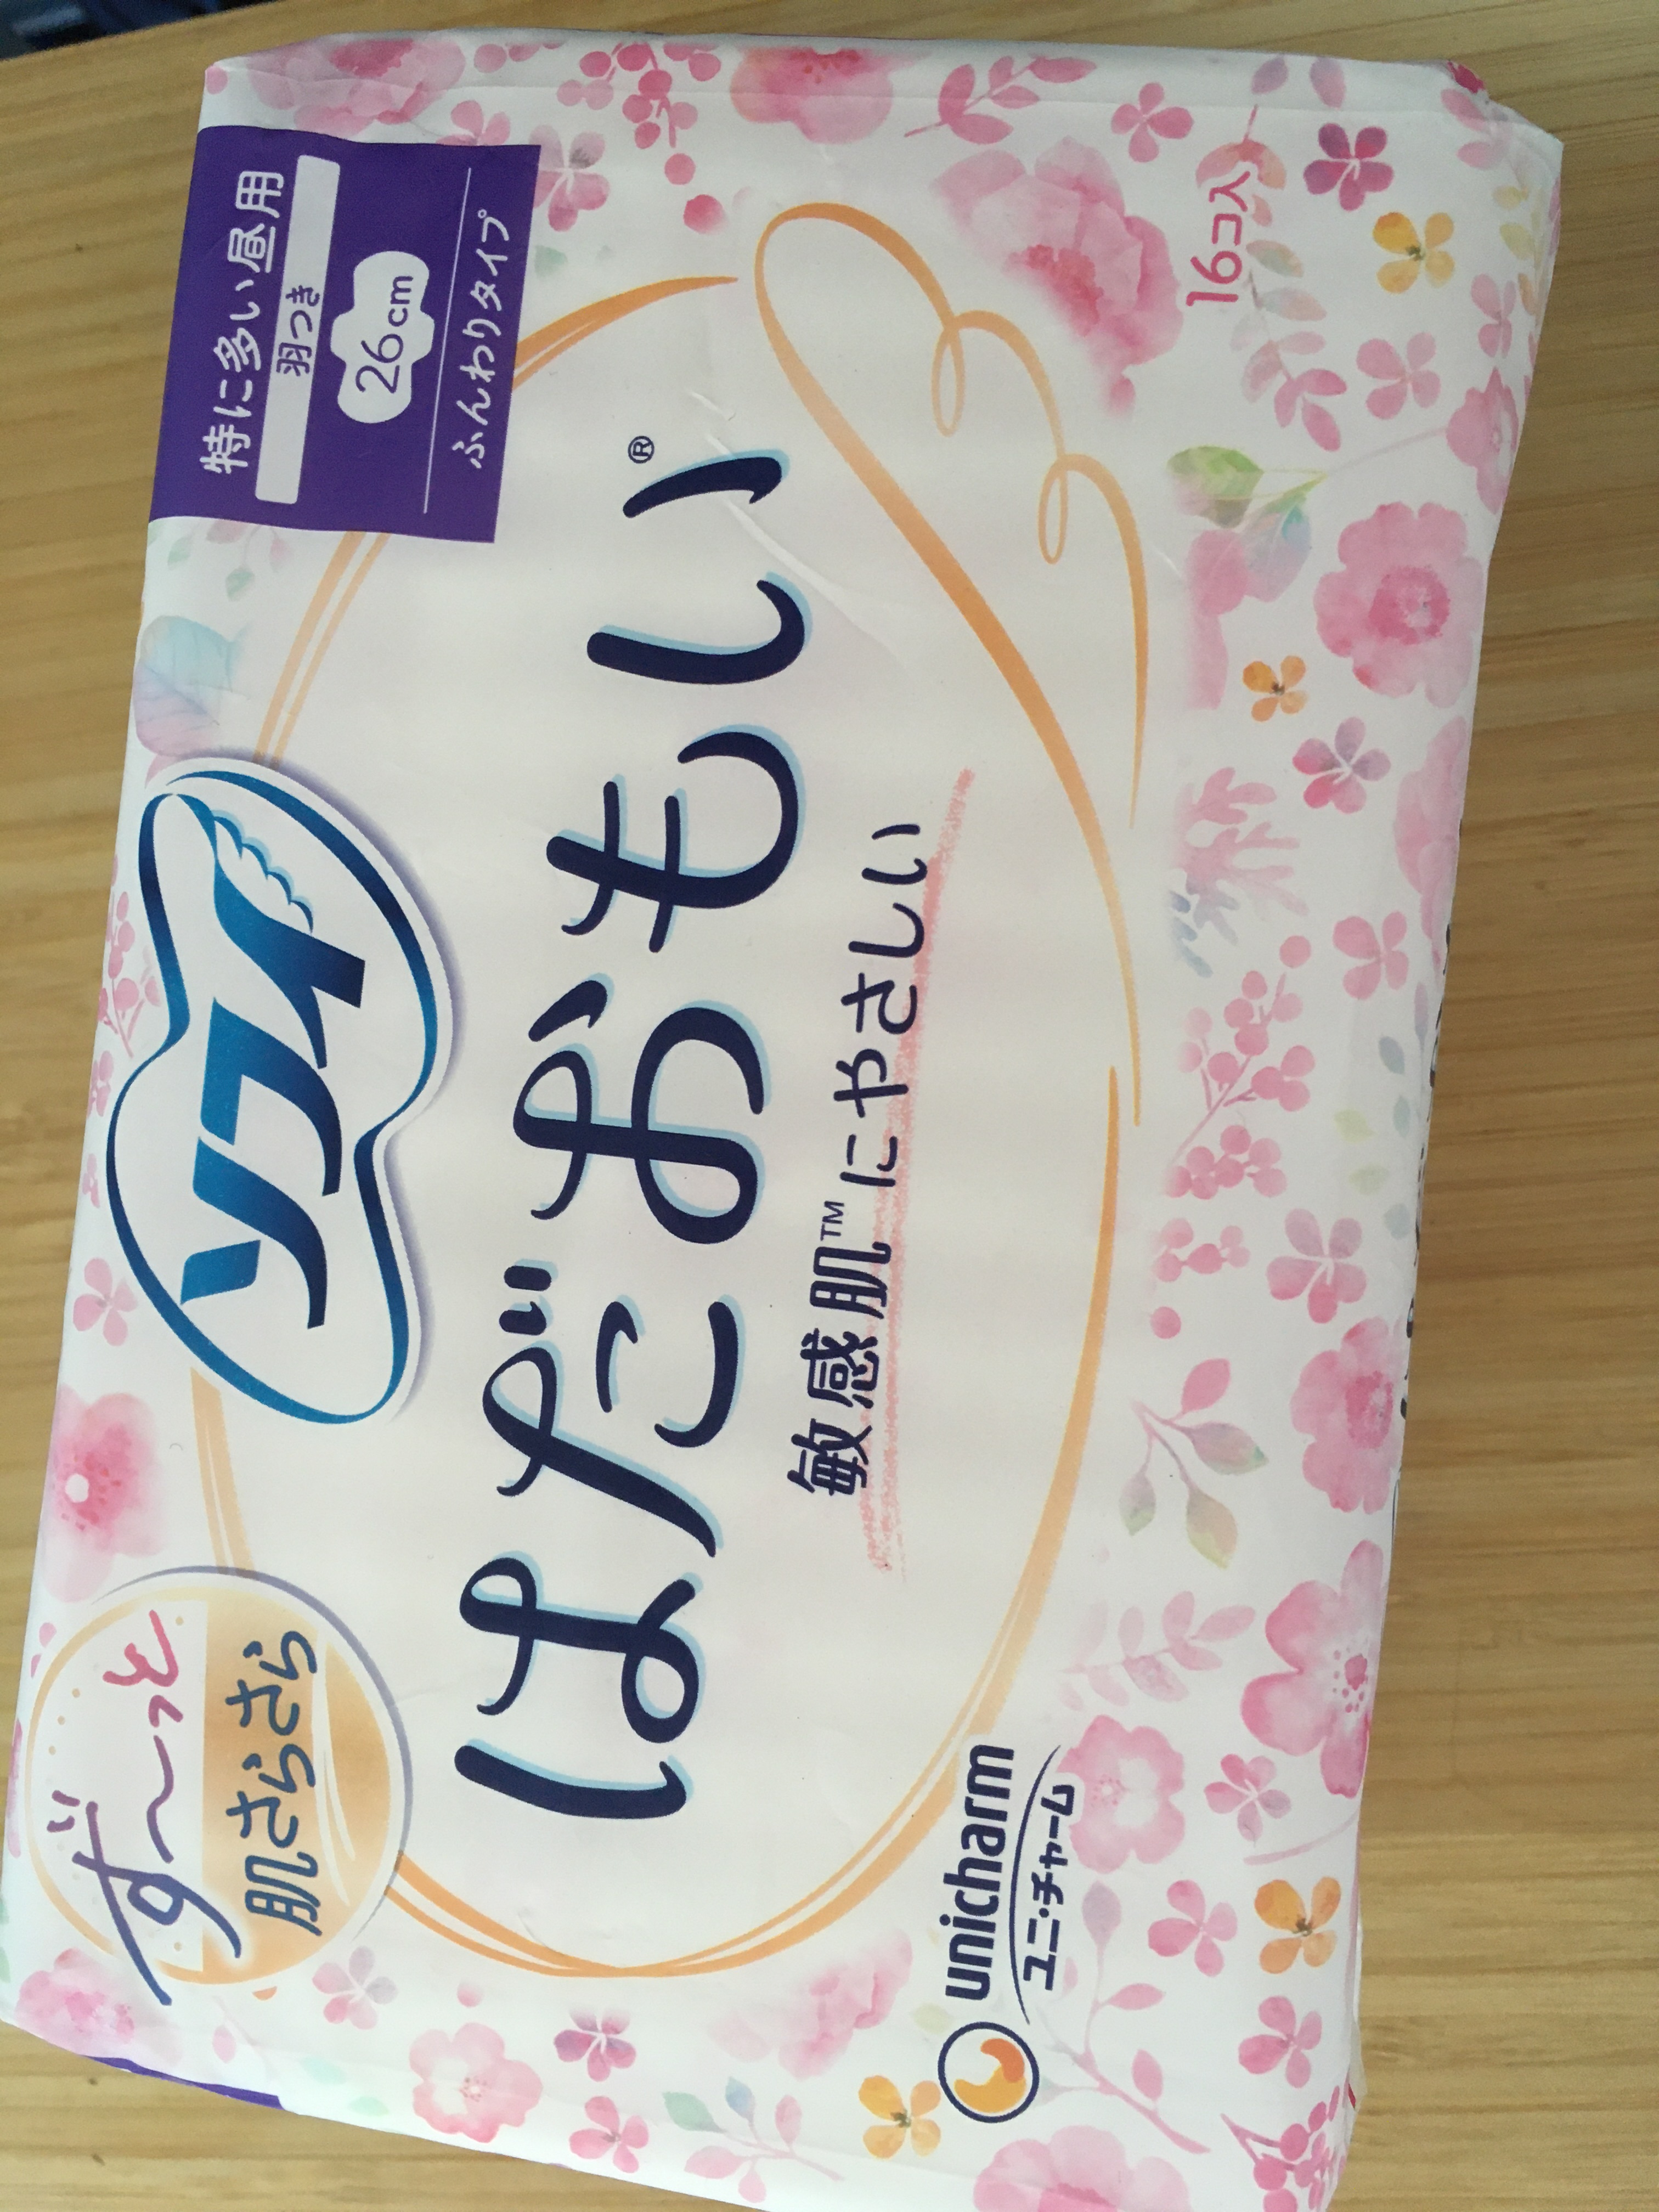 ず〜っと
肌さらさら
ソフィ
特に多い昼用
羽つき
26cm
ふんわりタイプ
はだおもい®
敏感肌™にやさしい
unicharm
ユニ・チャーム
16コ入